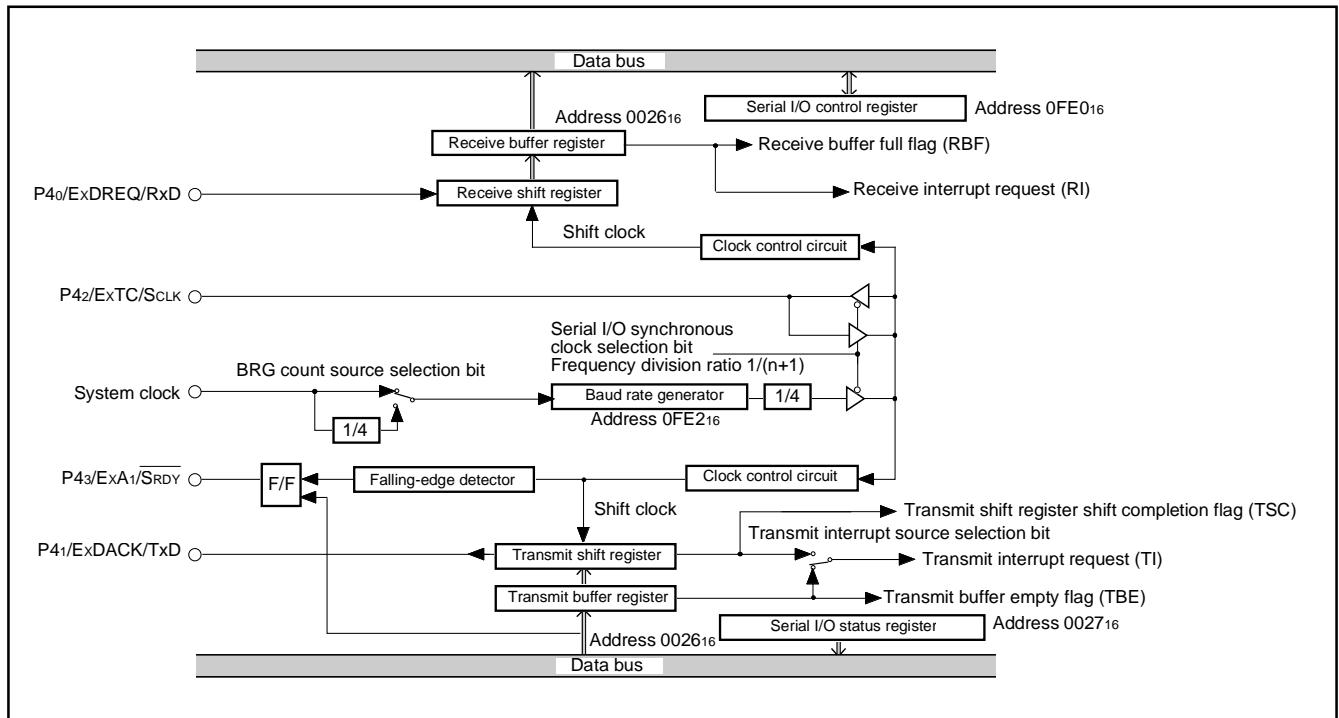 Data bus
Serial I/O control register
Address 0FE016
Address 002616
Receive buffer register
Receive buffer full flag (RBF)
P40/EXDREQ/RxD
Receive shift register
Receive interrupt request (RI)
Shift clock
Clock control circuit
P42/EXTC/SCLK
Serial I/O synchronous
clock selection bit
Frequency division ratio 1/(n+1)
BRG count source selection bit
System clock
Baud rate generator
1/4
Address 0FE216
1/4
P43/EXA1/SRDY
F/F
Falling-edge detector
Clock control circuit
Shift clock
Transmit shift register shift completion flag (TSC)
Transmit interrupt source selection bit
P41/EXDACK/TxD
Transmit shift register
Transmit interrupt request (TI)
Transmit buffer register
Transmit buffer empty flag (TBE)
Address 002616
Serial I/O status register
Address 002716
Data bus